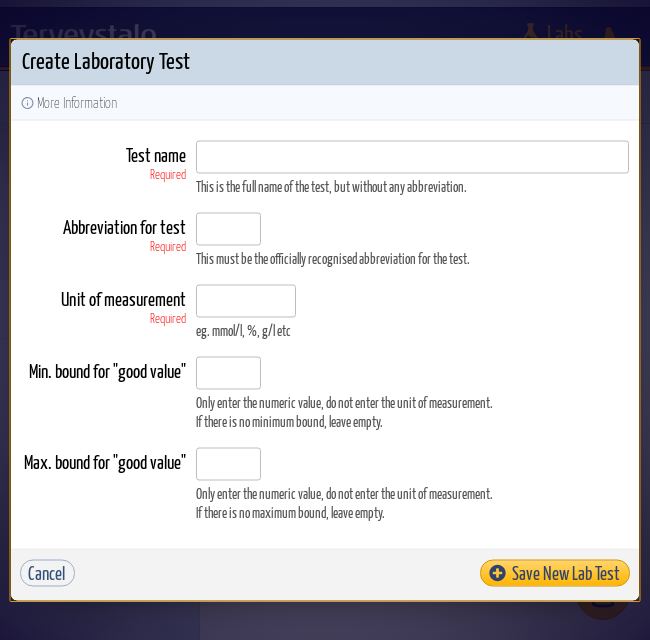 Terveystalo
Labs
Create Laboratory Test
More Information
Test name
Required
This is the full name of the test, but without any abbreviation.
Abbreviation for test
Required
This must be the officially recognised abbreviation for the test.
Unit of measurement
Required
eg. mmol/l, %, g/l etc
Min. bound for "good value"
Only enter the numeric value, do not enter the unit of measurement.
If there is no minimum bound, leave empty.
Max. bound for "good value"
Only enter the numeric value, do not enter the unit of measurement.
If there is no maximum bound, leave empty.
Cancel
Save New Lab Test